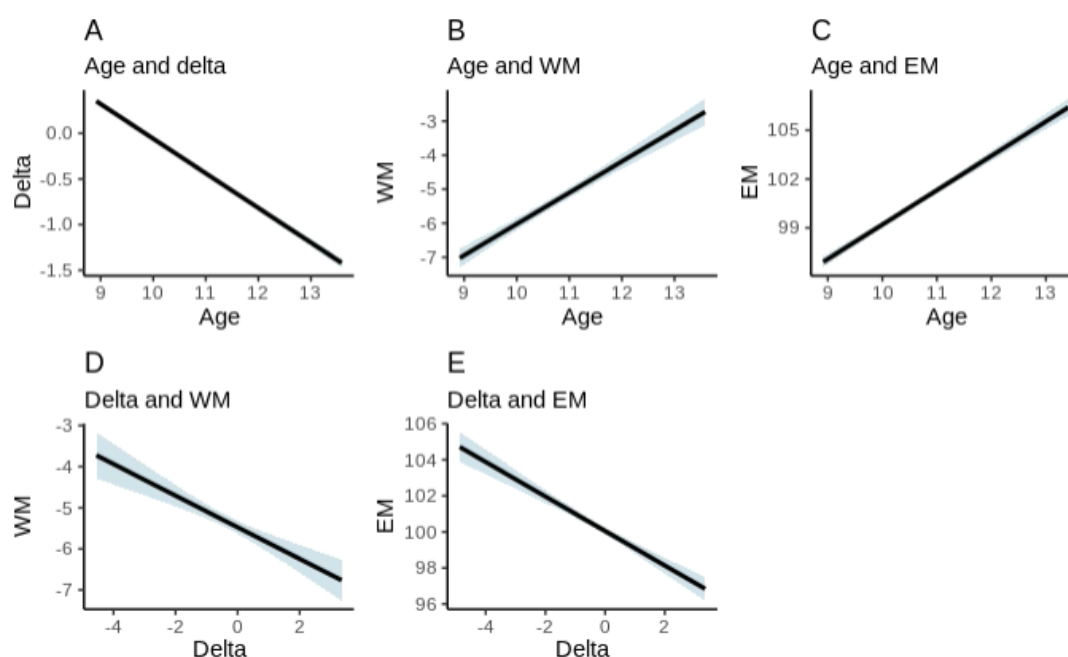 A
Age and delta
Delta
0.0
-0.5
-1.0
-1.5
9 10 11 12 13
Age
B
Age and WM
WM
-3
-4
-5
-6
-7
9 10 11 12 13
Age
C
Age and EM
EM
105
102
99
9 10 11 12 13
Age
D
Delta and WM
WM
-3
-4
-5
-6
-7
-4 -2 0 2
Delta
E
Delta and EM
EM
106
104
102
100
98
96
-4 -2 0 2
Delta